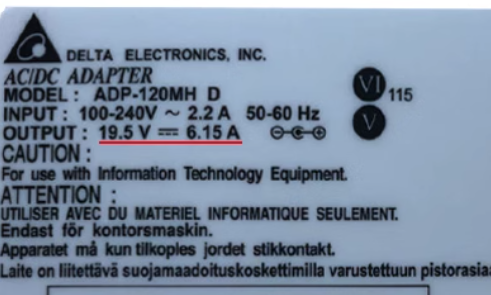 DELTA ELECTRONICS, INC.
AC/DC ADAPTER
MODEL : ADP-120MH D
INPUT : 100-240V ~ 2.2 A 50-60 Hz
OUTPUT : 19.5 V ⎓ 6.15 A
VI 115
V
CAUTION :
For use with Information Technology Equipment.
ATTENTION :
UTILISER AVEC DU MATERIEL INFORMATIQUE SEULEMENT.
Endast för kontorsmaskin.
Apparatet må kun tilkoples jordet stikkontakt.
Laite on liitettävä suojamaadoituskoskettimilla varustettuun pistorasiaa